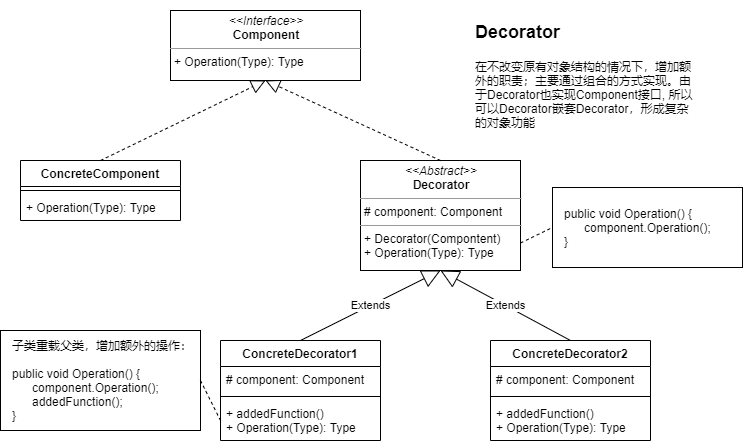 <<Interface>>
Component
+ Operation(Type): Type
Decorator
在不改变原有对象结构的情况下，增加额
外的职责；主要通过组合的方式实现。由
于Decorator也实现Component接口, 所以
可以Decorator嵌套Decorator，形成复杂
的对象功能
ConcreteComponent
+ Operation(Type): Type
<<Abstract>>
Decorator
# component: Component
+ Decorator(Compontent)
+ Operation(Type): Type
public void Operation() {
component.Operation();
}
Extends
Extends
子类重载父类，增加额外的操作：
public void Operation() {
component.Operation();
addedFunction();
}
ConcreteDecorator1
# component: Component
+ addedFunction()
+ Operation(Type): Type
ConcreteDecorator2
# component: Component
+ addedFunction()
+ Operation(Type): Type